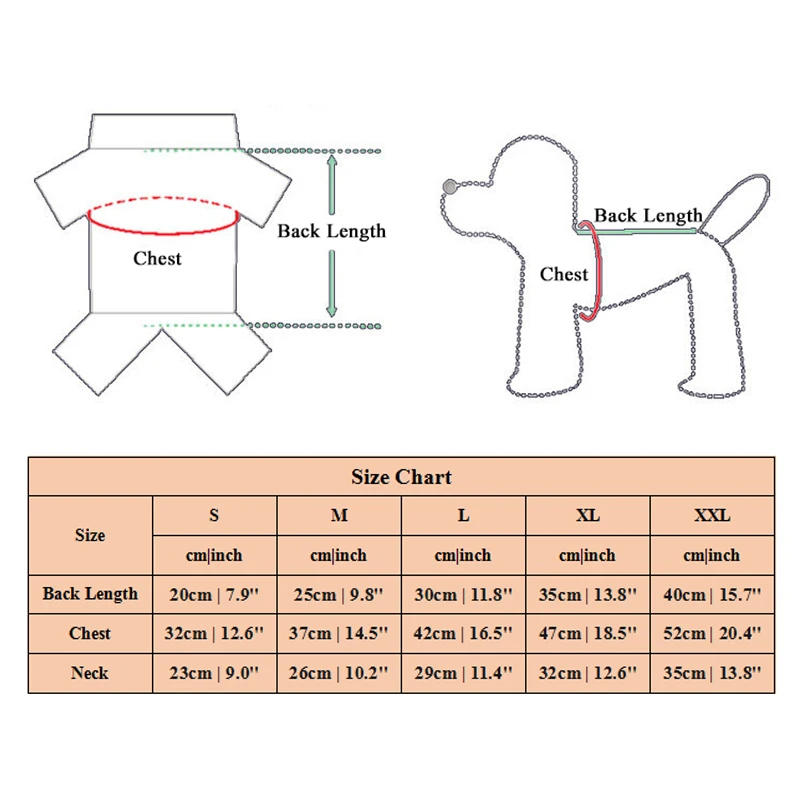 Back Length
Chest
Back Length
Chest
Size Chart
Size S M L XL XXL
cm|inch cm|inch cm|inch cm|inch cm|inch
Back Length 20cm | 7.9'' 25cm | 9.8'' 30cm | 11.8'' 35cm | 13.8'' 40cm | 15.7''
Chest 32cm | 12.6'' 37cm | 14.5'' 42cm | 16.5'' 47cm | 18.5'' 52cm | 20.4''
Neck 23cm | 9.0'' 26cm | 10.2'' 29cm | 11.4'' 32cm | 12.6'' 35cm | 13.8''